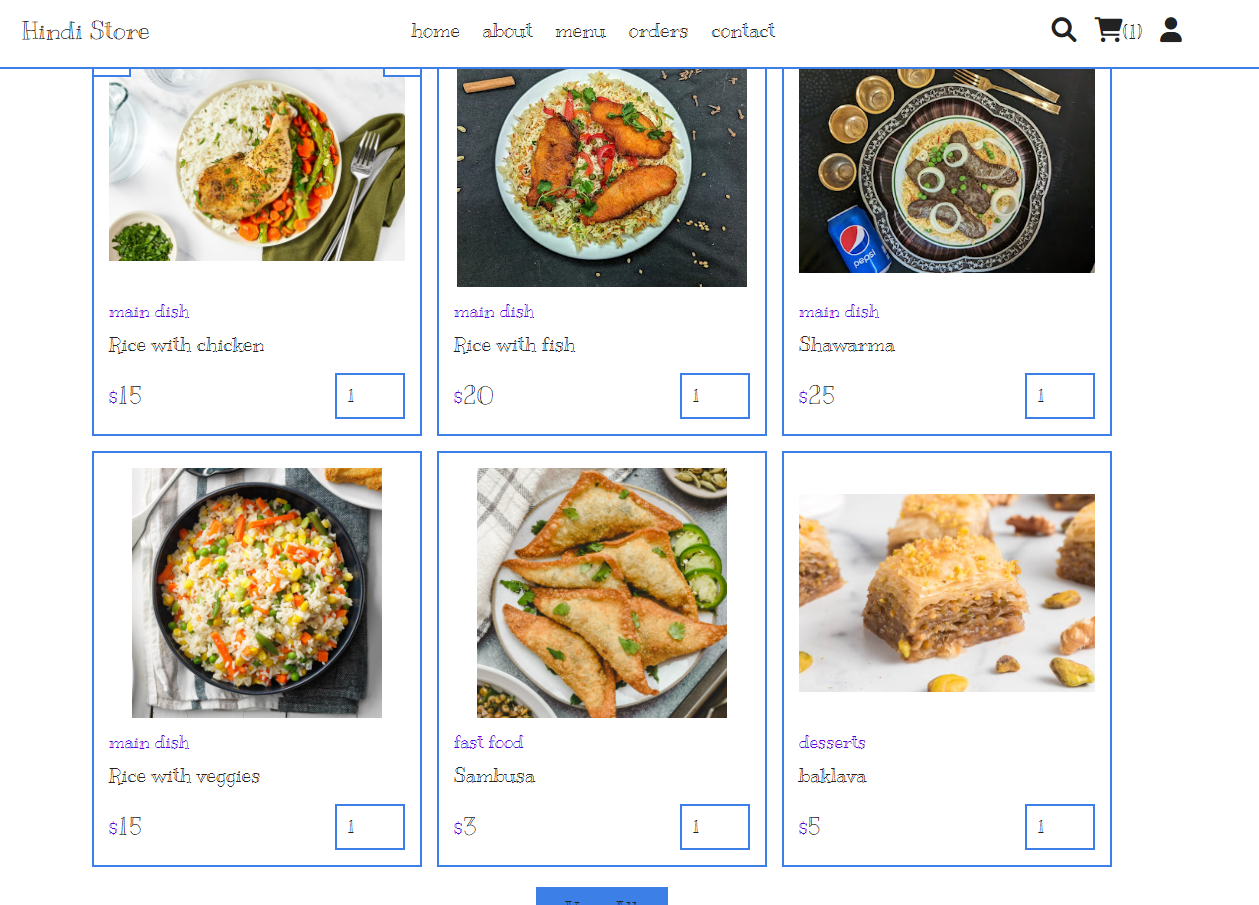 Hindi Store
home about menu orders contact
(1)
pepsi
main dish
Rice with chicken
$15 1
main dish
Rice with fish
$20 1
main dish
Shawarma
$25 1
main dish
Rice with veggies
$15 1
fast food
Sambusa
$3 1
desserts
baklava
$5 1